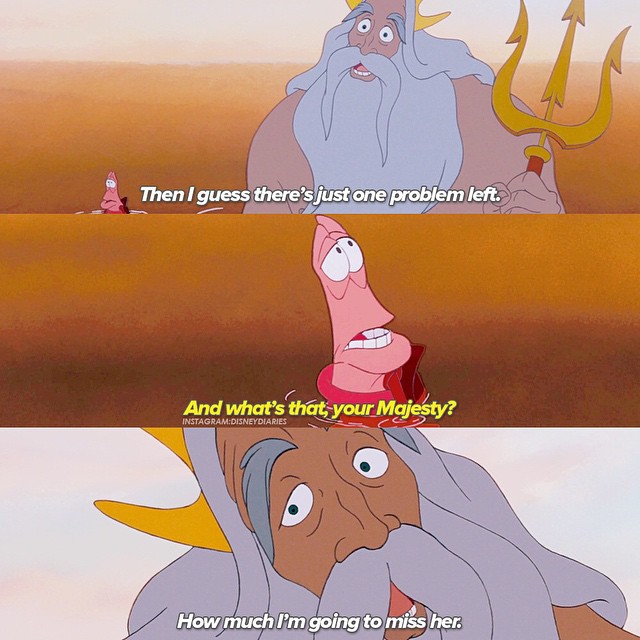 Then I guess there's just one problem left.
And what's that, your Majesty?
INSTAGRAM:DISNEYDIARIES
How much I'm going to miss her.